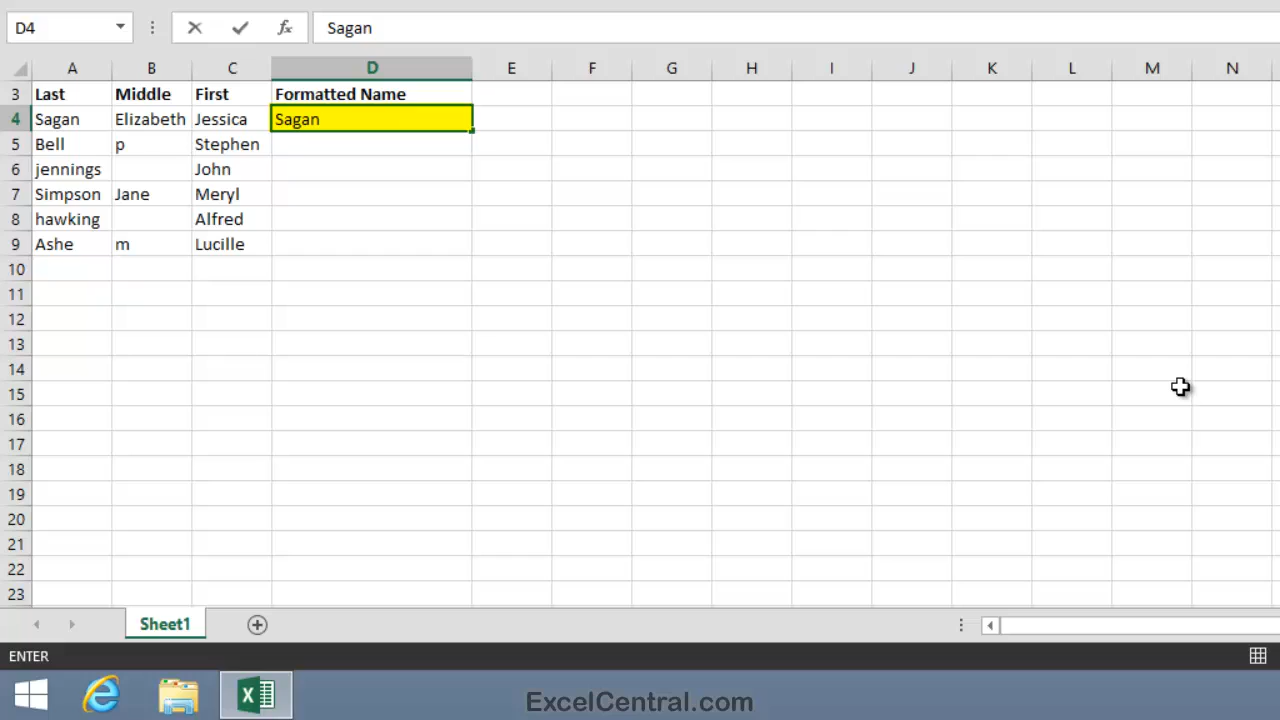 D4 fx Sagan
A B C D E F G H I J K L M N
3 Last Middle First Formatted Name
4 Sagan Elizabeth Jessica Sagan
5 Bell p Stephen
6 jennings John
7 Simpson Jane Meryl
8 hawking Alfred
9 Ashe m Lucille
10
11
12
13
14
15
16
17
18
19
20
21
22
23
Sheet1
ENTER
ExcelCentral.com